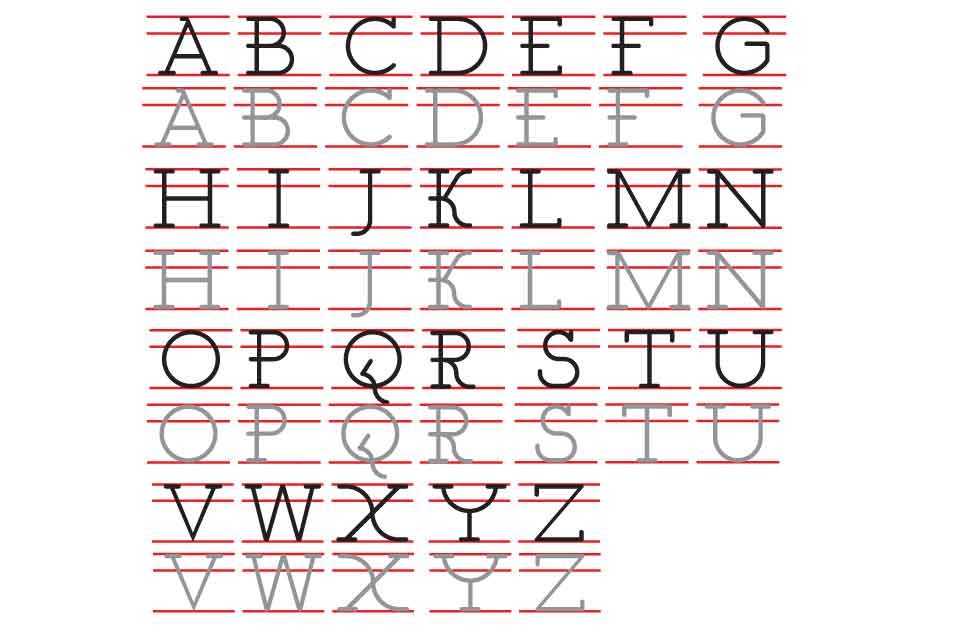 A B C D E F G
A B C D E F G
H I J K L M N
H I J K L M N
O P Q R S T U
O P Q R S T U
V W X Y Z
V W X Y Z